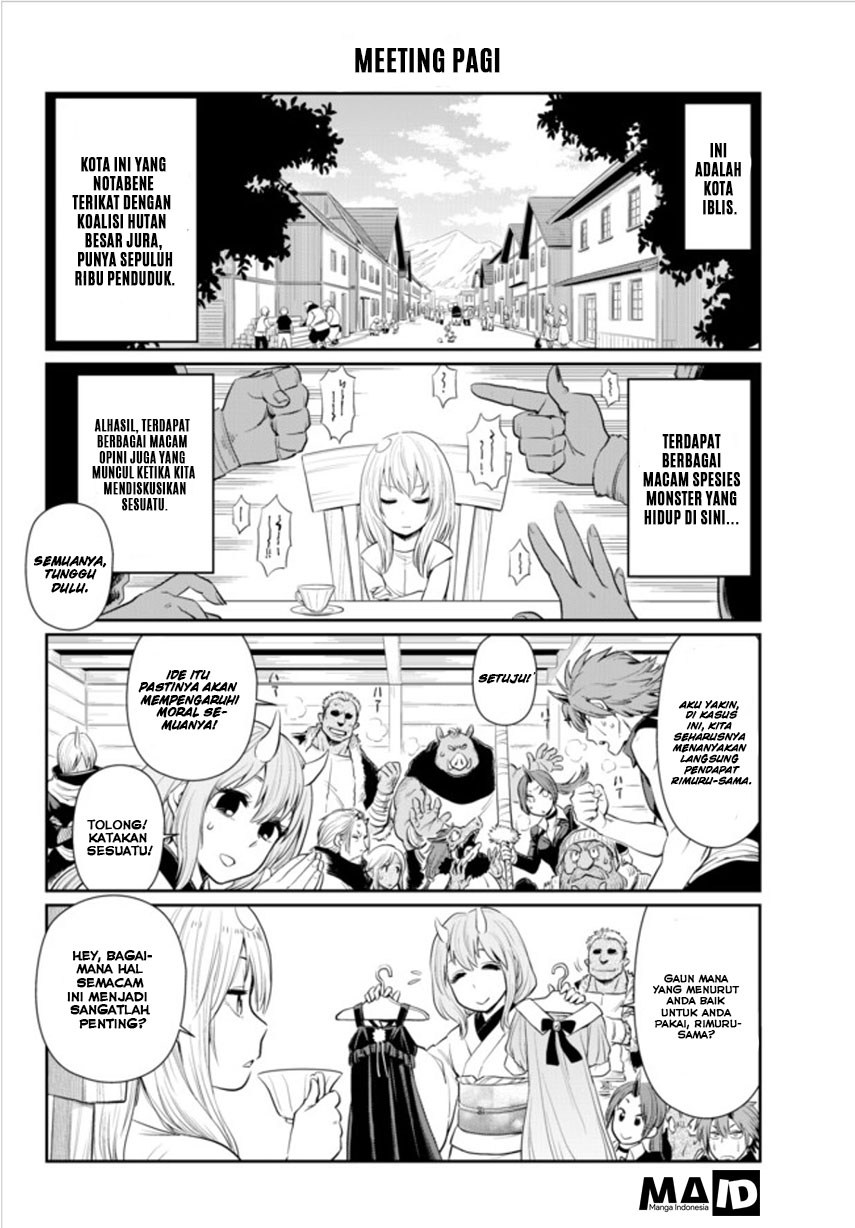 MEETING PAGI
INI
ADALAH
KOTA
IBLIS.
KOTA INI YANG
NOTABENE
TERIKAT DENGAN
KOALISI HUTAN
BESAR JURA,
PUNYA SEPULUH
RIBU PENDUDUK.
TERDAPAT
BERBAGAI
MACAM SPESIES
MONSTER YANG
HIDUP DI SINI...
ALHASIL, TERDAPAT
BERBAGAI MACAM
OPINI JUGA YANG
MUNCUL KETIKA KITA
MENDISKUSIKAN
SESUATU.
SEMUANYA,
TUNGGU
DULU.
AKU YAKIN,
DI KASUS
INI, KITA
SEHARUSNYA
MENANYAKAN
LANGSUNG
PENDAPAT
RIMURU-SAMA.
SETUJU!
IDE ITU
PASTINYA AKAN
MEMPENGARUHI
MORAL SE-
MUANYA!
TOLONG!
KATAKAN
SESUATU!
GAUN MANA
YANG MENURUT
ANDA BAIK
UNTUK ANDA
PAKAI, RIMURU-
SAMA?
HEY, BAGAI-
MANA HAL
SEMACAM
INI MENJADI
SANGATLAH
PENTING?
MAID
Manga Indonesia